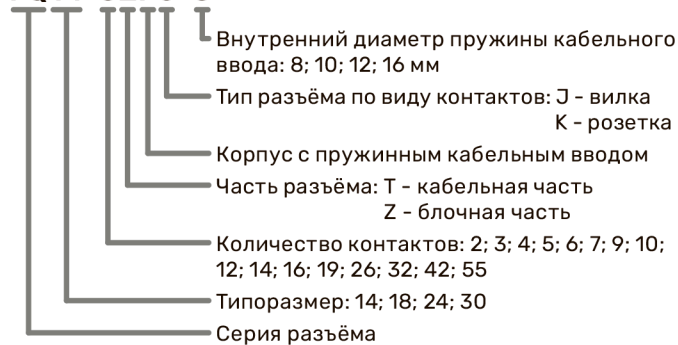 Внутренний диаметр пружины кабельного
ввода: 8; 10; 12; 16 мм
Тип разъёма по виду контактов: J - вилка
K - розетка
Корпус с пружинным кабельным вводом
Часть разъёма: T - кабельная часть
Z - блочная часть
Количество контактов: 2; 3; 4; 5; 6; 7; 9; 10;
12; 14; 16; 19; 26; 32; 42; 55
Типоразмер: 14; 18; 24; 30
Серия разъёма